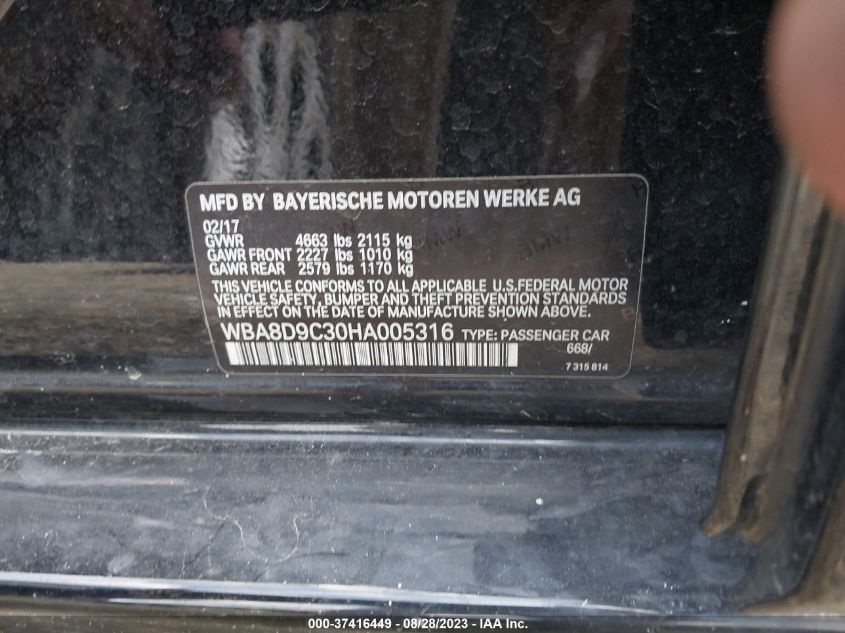 MFD BY BAYERISCHE MOTOREN WERKE AG
02/17
GVWR 4663 lbs 2115 kg
GAWR FRONT 2227 lbs 1010 kg
GAWR REAR 2579 lbs 1170 kg
THIS VEHICLE CONFORMS TO ALL APPLICABLE U.S.FEDERAL MOTOR
VEHICLE SAFETY, BUMPER AND THEFT PREVENTION STANDARDS
IN EFFECT ON THE DATE OF MANUFACTURE SHOWN ABOVE.
WBA8D9C30HA005316 TYPE: PASSENGER CAR
668/
7 315 814
000-37416449 - 08/28/2023 - IAA Inc.